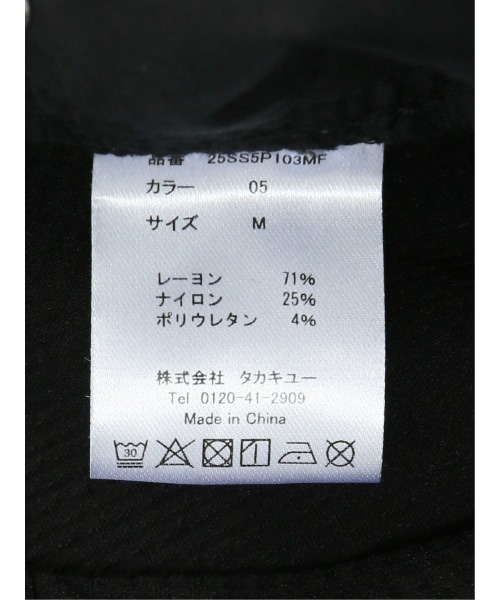 品番 25SS5PI03MF
カラー 05
サイズ M
レーヨン 71%
ナイロン 25%
ポリウレタン 4%
株式会社 タカキュー
Tel 0120-41-2909
Made in China
30